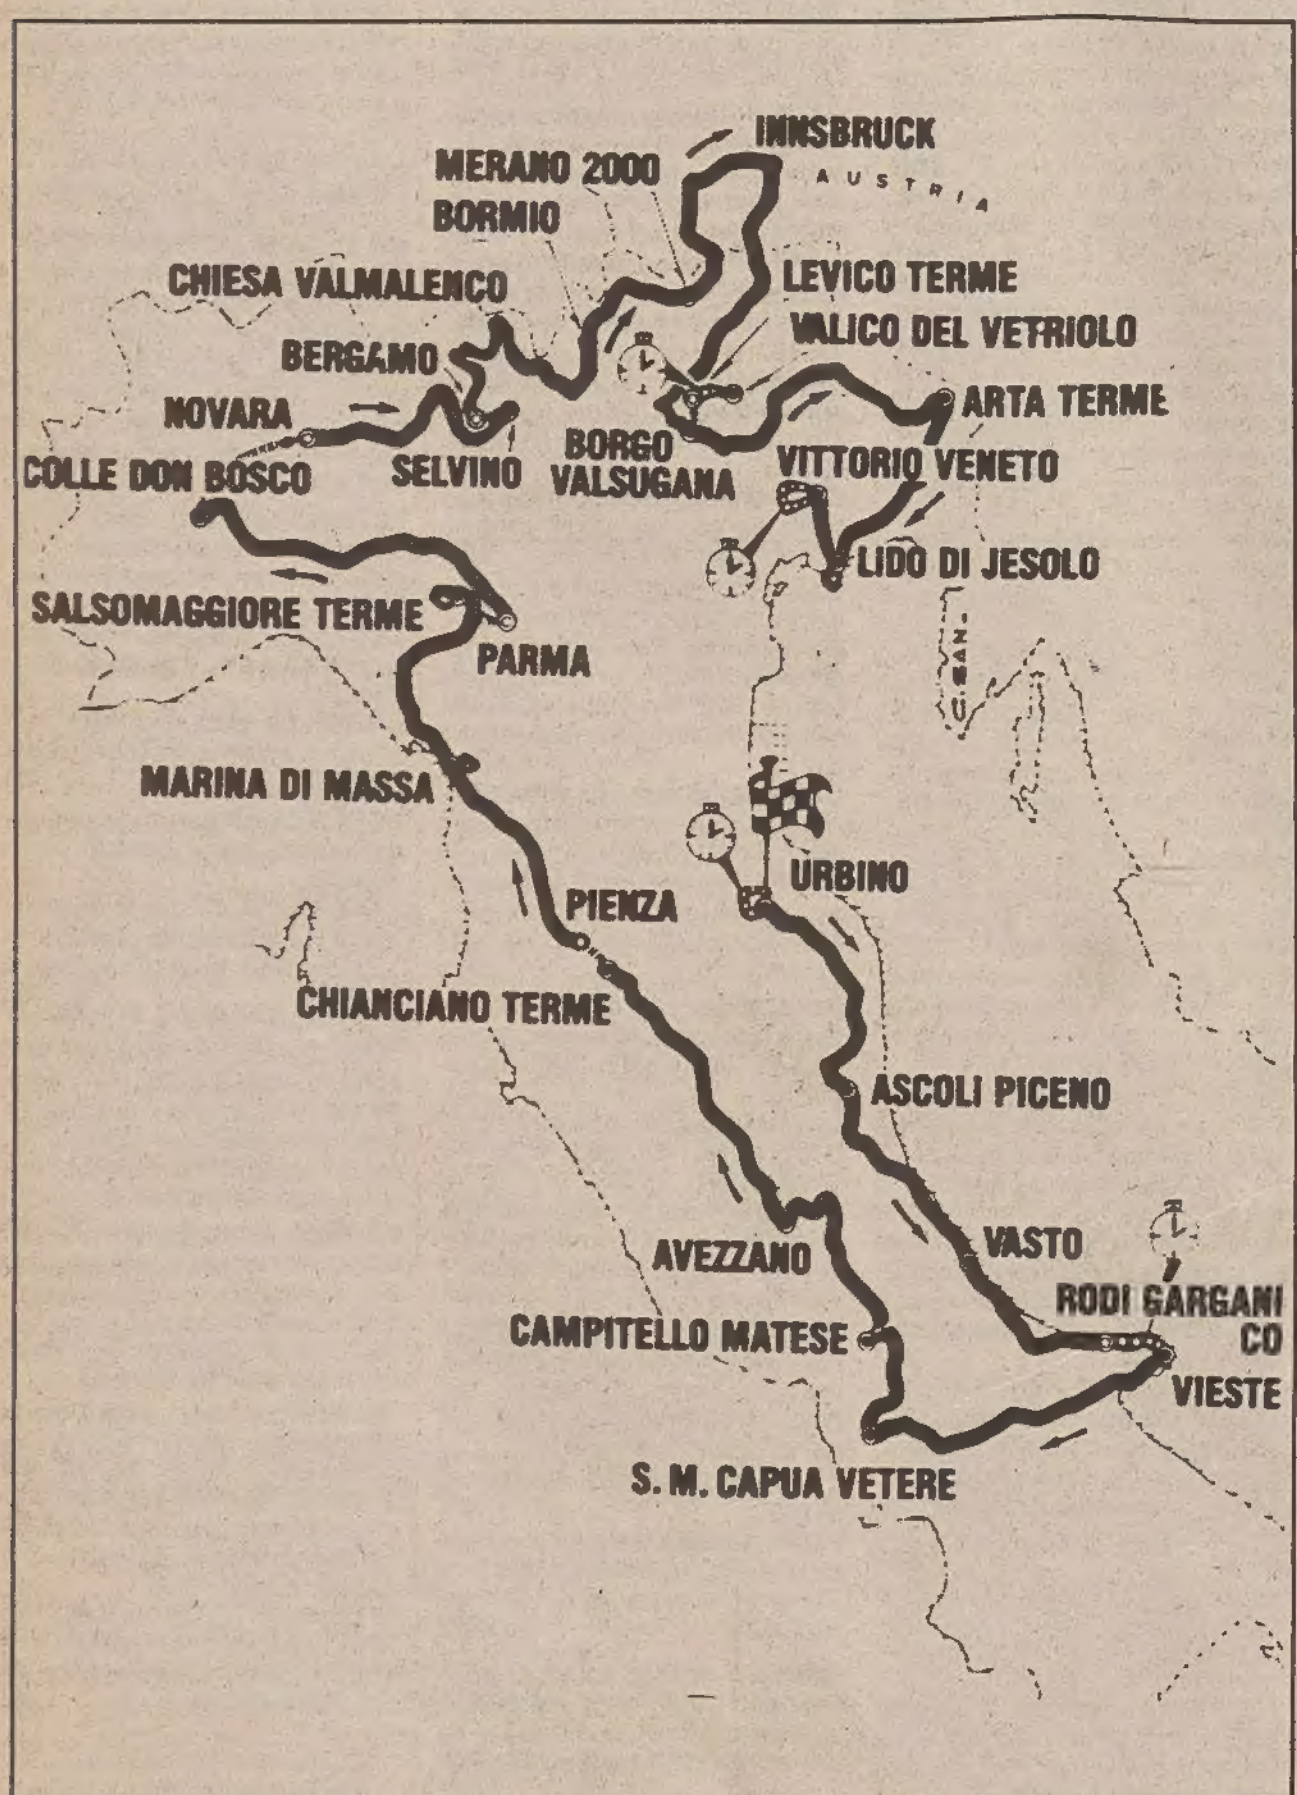 INNSBRUCK
AUSTRIA
MERANO 2000
BORMIO
CHIESA VALMALENCO
LEVICO TERME
VALICO DEL VETRIOLO
BERGAMO
NOVARA
ARTA TERME
COLLE DON BOSCO
SELVINO
BORGO
VALSUGANA
VITTORIO VENETO
LIDO DI JESOLO
SALSOMAGGIORE TERME
PARMA
C. SAN.
MARINA DI MASSA
URBINO
PIENZA
CHIANCIANO TERME
ASCOLI PICENO
AVEZZANO
VASTO
RODI GARGANI
CO
CAMPITELLO MATESE
VIESTE
S. M. CAPUA VETERE